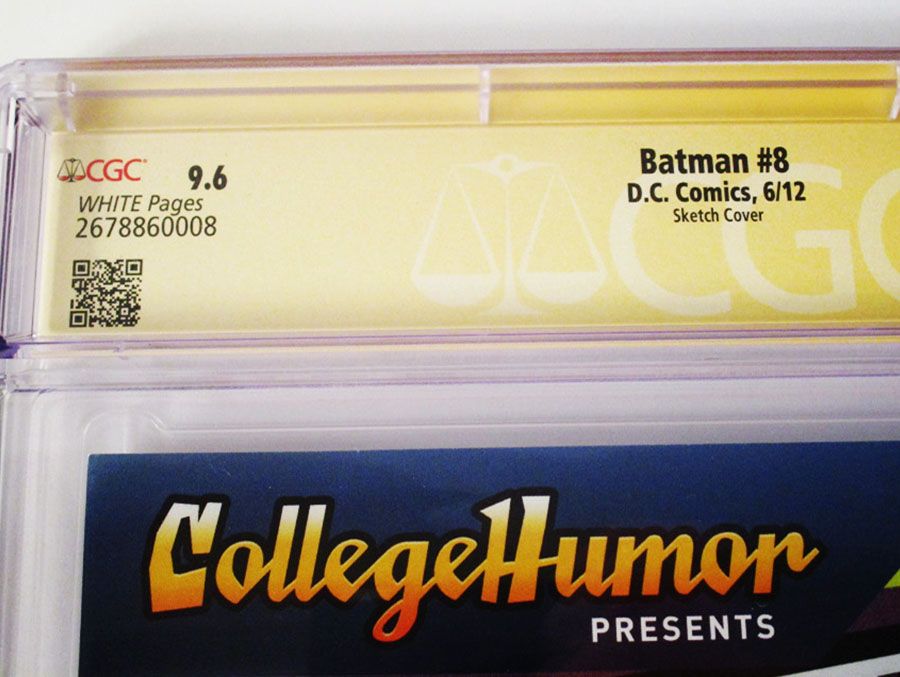 CGC
9.6
WHITE Pages
2678860008
Batman #8
D.C. Comics, 6/12
Sketch Cover
CGC
CollegeHumor
PRESENTS